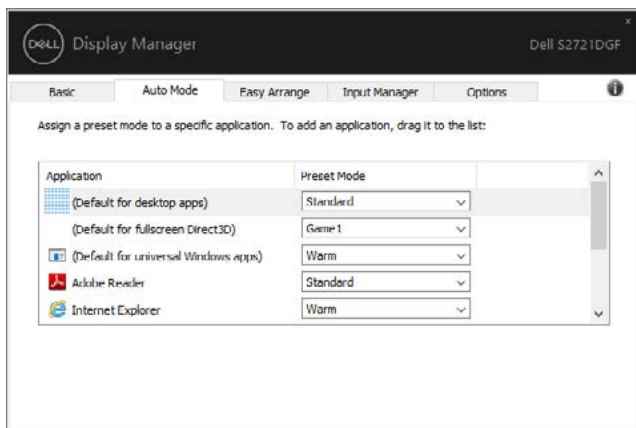 DELL Display Manager Dell S2721DGF
Basic Auto Mode Easy Arrange Input Manager Options
Assign a preset mode to a specific application. To add an application, drag it to the list:
Application Preset Mode
(Default for desktop apps) Standard
(Default for fullscreen Direct3D) Game1
(Default for universal Windows apps) Warm
Adobe Reader Standard
Internet Explorer Warm